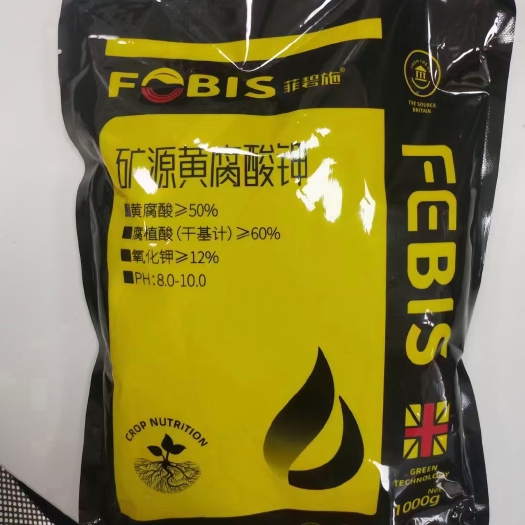 FOBIS 菲碧施®
THE SOURCE
BRITAIN
矿源黄腐酸钾
■黄腐酸≥50%
■腐植酸(干基计)≥60%
■氧化钾≥12%
■PH:8.0-10.0
FEBIS
CROP NUTRITION
GREEN
TECHNOLOGY
Net
1000g